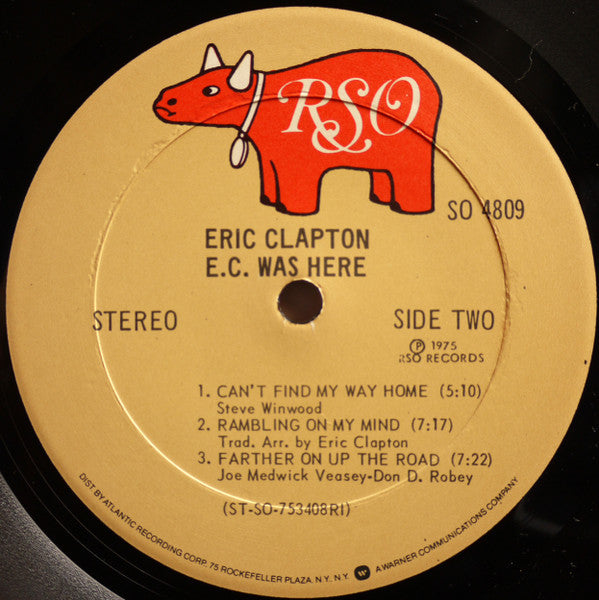 RSO
SO 4809
ERIC CLAPTON
E.C. WAS HERE
STEREO
SIDE TWO
Ⓟ 1975
RSO RECORDS
1. CAN'T FIND MY WAY HOME (5:10)
Steve Winwood
2. RAMBLING ON MY MIND (7:17)
Trad. Arr. by Eric Clapton
3. FARTHER ON UP THE ROAD (7:22)
Joe Medwick Veasey-Don D. Robey
(ST-SO-753408RI)
DIST. BY ATLANTIC RECORDING CORP. 75 ROCKEFELLER PLAZA, N.Y. N.Y. W A WARNER COMMUNICATIONS COMPANY